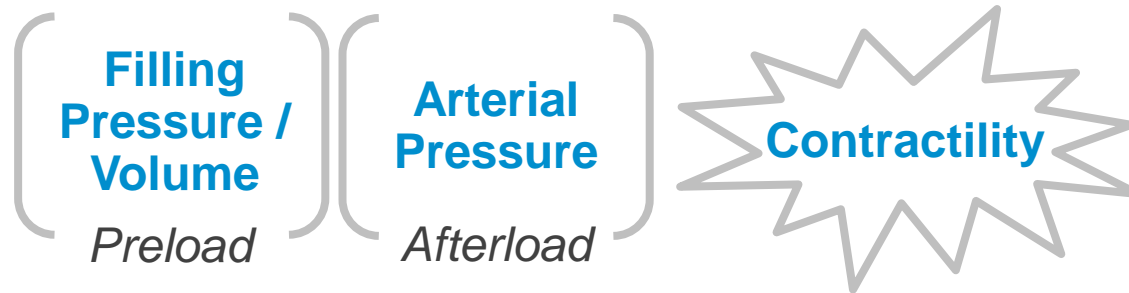 Filling
Pressure /
Volume
Preload
Arterial
Pressure
Afterload
Contractility